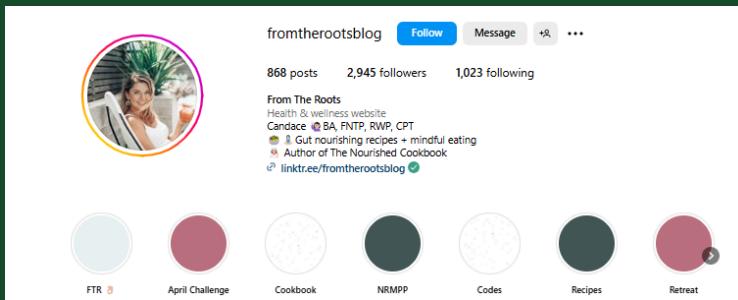 fromtherootsblog Follow Message
868 posts 2,945 followers 1,023 following
From The Roots
Health & wellness website
Candace BA, FNTP, RWP, CPT
Gut nourishing recipes + mindful eating
Author of The Nourished Cookbook
linktr.ee/fromtherootsblog
FTR April Challenge Cookbook NRMPP Codes Recipes Retreat